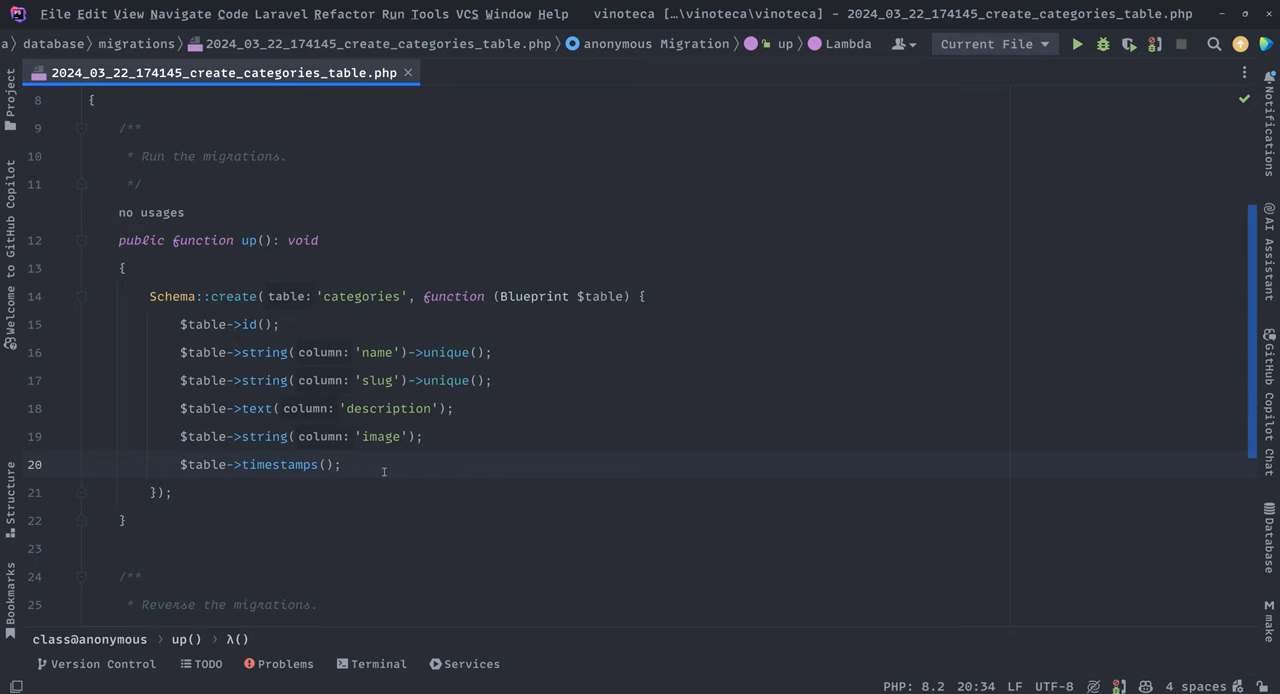 File Edit View Navigate Code Laravel Refactor Run Tools VCS Window Help vinoteca […\vinoteca\vinoteca] – 2024_03_22_174145_create_categories_table.php
a〉 database〉 migrations〉 2024_03_22_174145_create_categories_table.php〉 anonymous Migration〉 up〉 Lambda Current File
2024_03_22_174145_create_categories_table.php
Project
Welcome to GitHub Copilot
Structure
Bookmarks
8 {
9 /**
10 * Run the migrations.
11 */
no usages
12 public function up(): void
13 {
14 Schema::create( table: 'categories', function (Blueprint $table) {
15 $table->id();
16 $table->string( column: 'name')->unique();
17 $table->string( column: 'slug')->unique();
18 $table->text( column: 'description');
19 $table->string( column: 'image');
20 $table->timestamps();
21 });
22 }
23
24 /**
25 * Reverse the migrations.
Notifications
AI Assistant
GitHub Copilot Chat
Database
M make
class@anonymous › up() › λ()
Version Control TODO Problems Terminal Services
PHP: 8.2 20:34 LF UTF-8 4 spaces